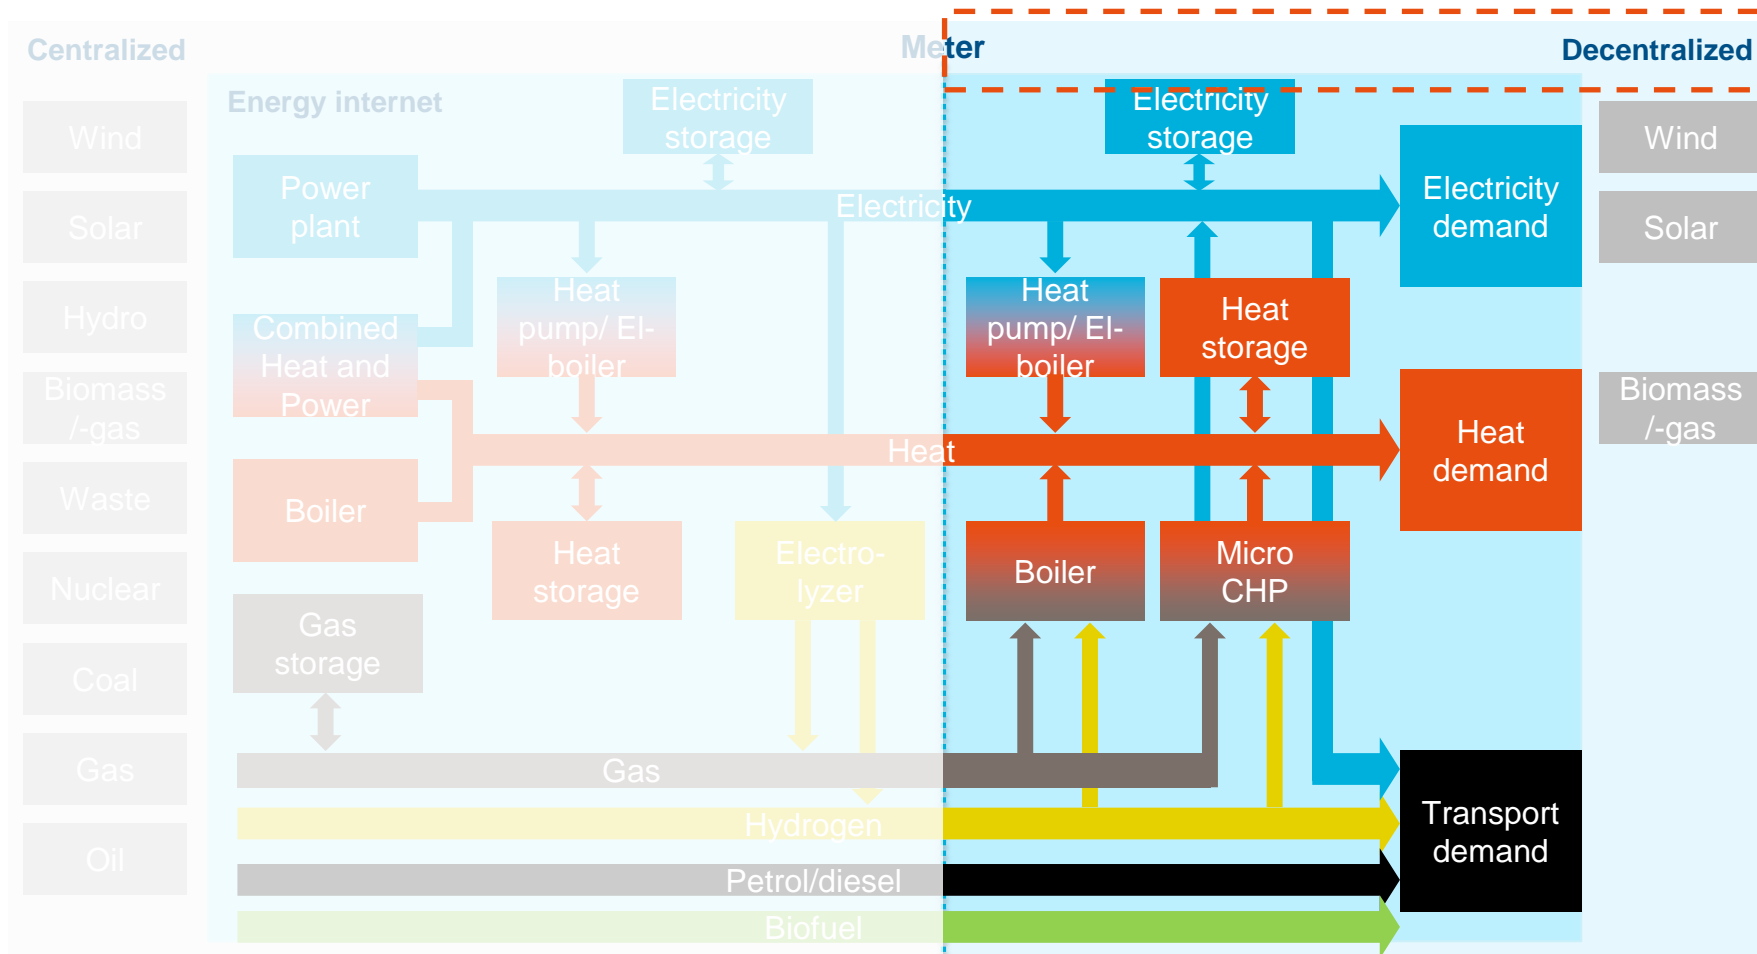 Centralized
Meter
Decentralized
Energy internet
Wind
Solar
Hydro
Biomass
/-gas
Waste
Nuclear
Coal
Gas
Oil
Power
plant
Combined
Heat and
Power
Boiler
Gas
storage
Electricity
storage
Heat
pump/ El-
boiler
Heat
storage
Electro-
lyzer
Electricity
Heat
Gas
Hydrogen
Petrol/diesel
Biofuel
Electricity
storage
Heat
pump/ El-
boiler
Heat
storage
Boiler
Micro
CHP
Electricity
demand
Heat
demand
Transport
demand
Wind
Solar
Biomass
/-gas